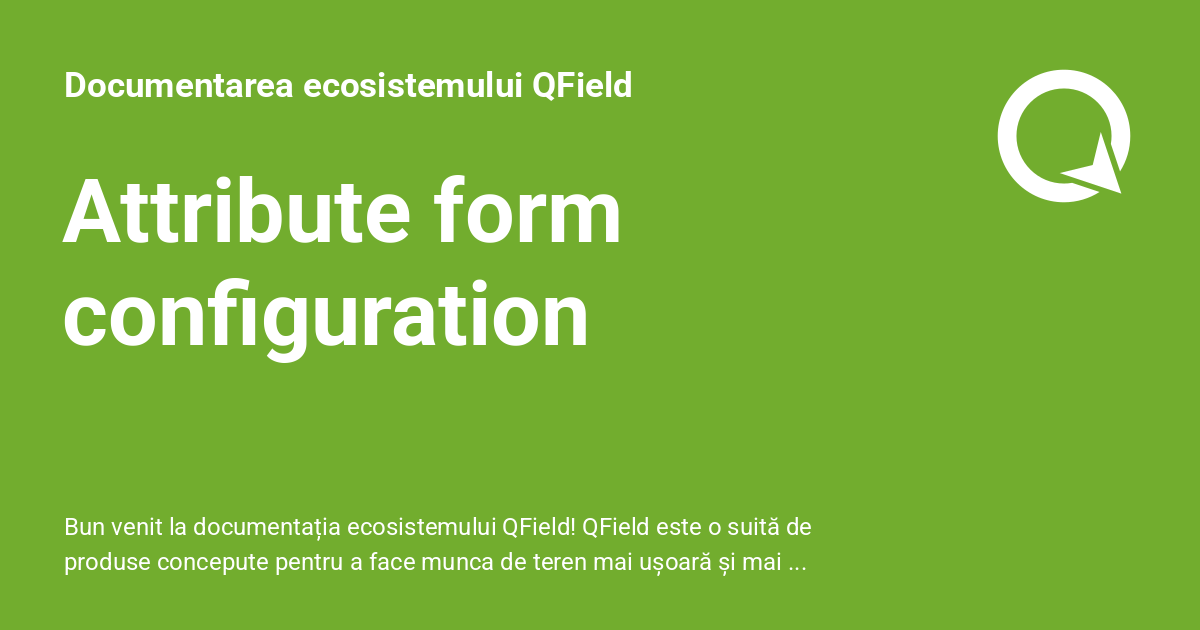 Documentarea ecosistemului QField
Attribute form
configuration
Bun venit la documentația ecosistemului QField! QField este o suită de
produse concepute pentru a face munca de teren mai ușoară și mai ...